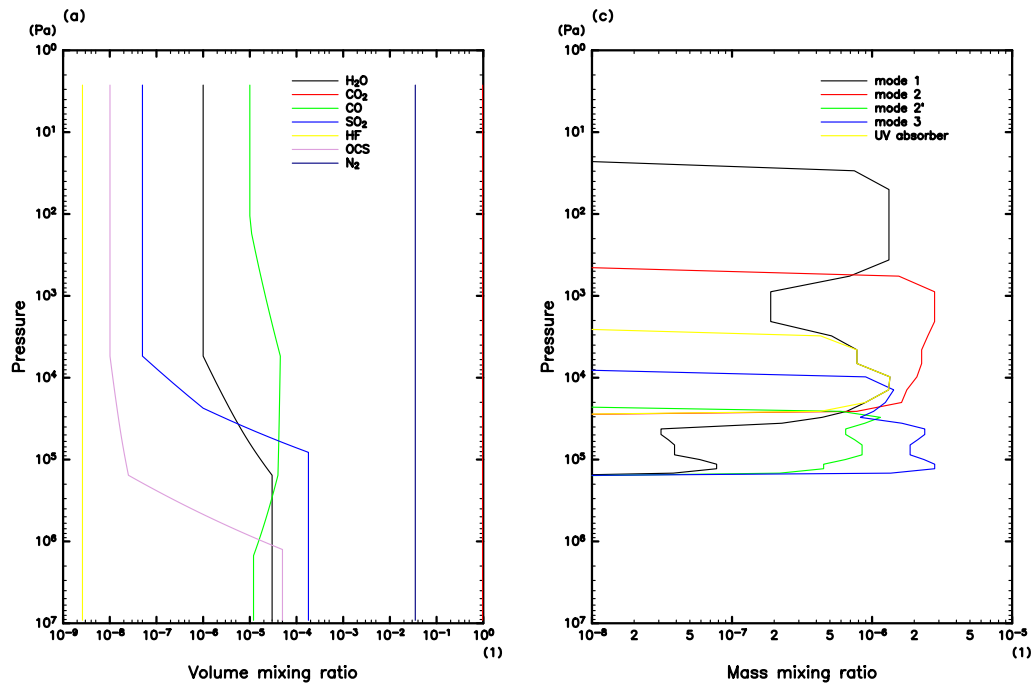 (a)
(Pa)
10⁰
10¹
10²
10³
10⁴
10⁵
10⁶
10⁷
Pressure
H₂O
CO₂
CO
SO₂
HF
OCS
N₂
10⁻⁹ 10⁻⁸ 10⁻⁷ 10⁻⁶ 10⁻⁵ 10⁻⁴ 10⁻³ 10⁻² 10⁻¹ 10⁰
(1)
Volume mixing ratio
(c)
(Pa)
10⁰
10¹
10²
10³
10⁴
10⁵
10⁶
10⁷
Pressure
mode 1
mode 2
mode 2'
mode 3
UV absorber
10⁻⁸ 2 5 10⁻⁷ 2 5 10⁻⁶ 2 5 10⁻⁵
(1)
Mass mixing ratio